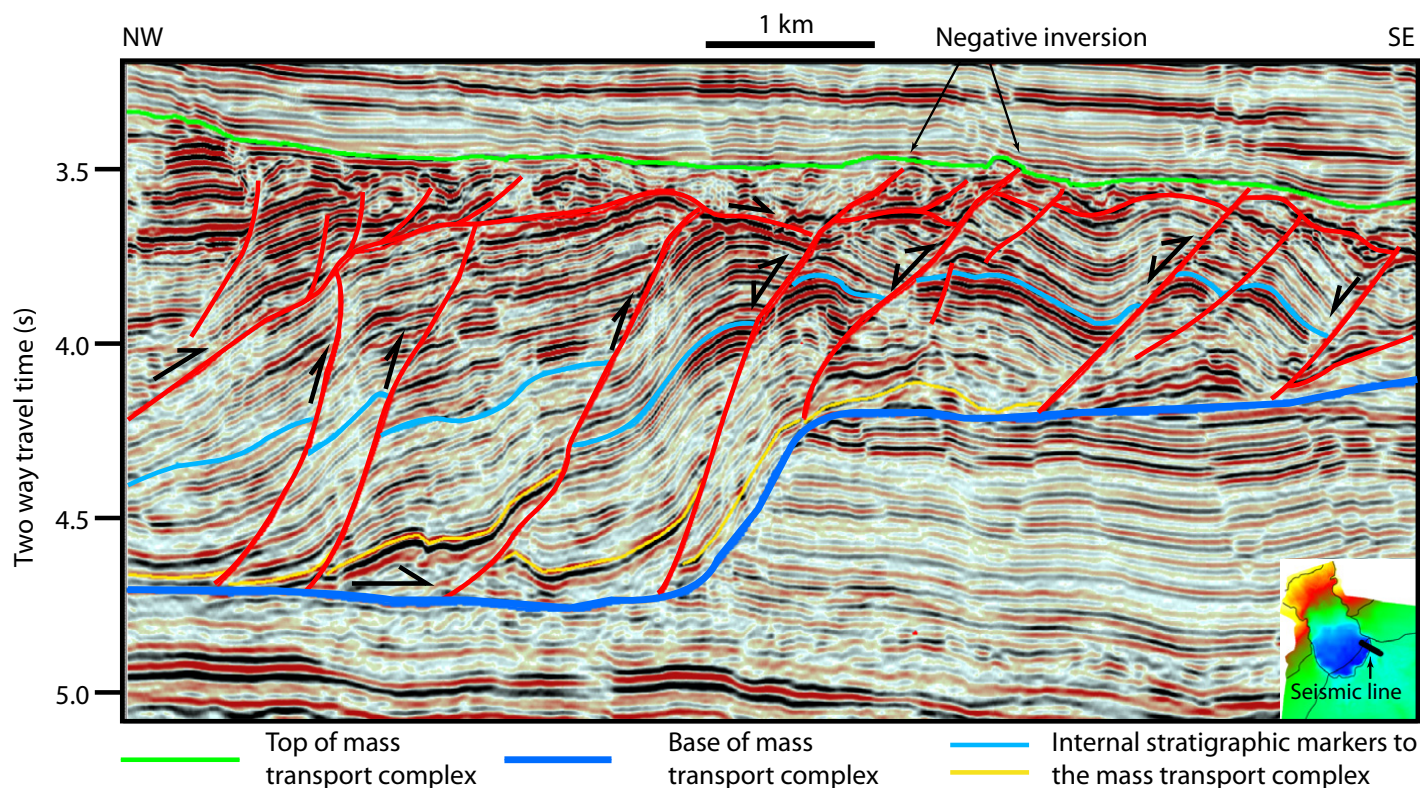 NW
1 km
Negative inversion
SE
Two way travel time (s)
3.5
4.0
4.5
5.0
Seismic line
Top of mass
transport complex
Base of mass
transport complex
Internal stratigraphic markers to
the mass transport complex